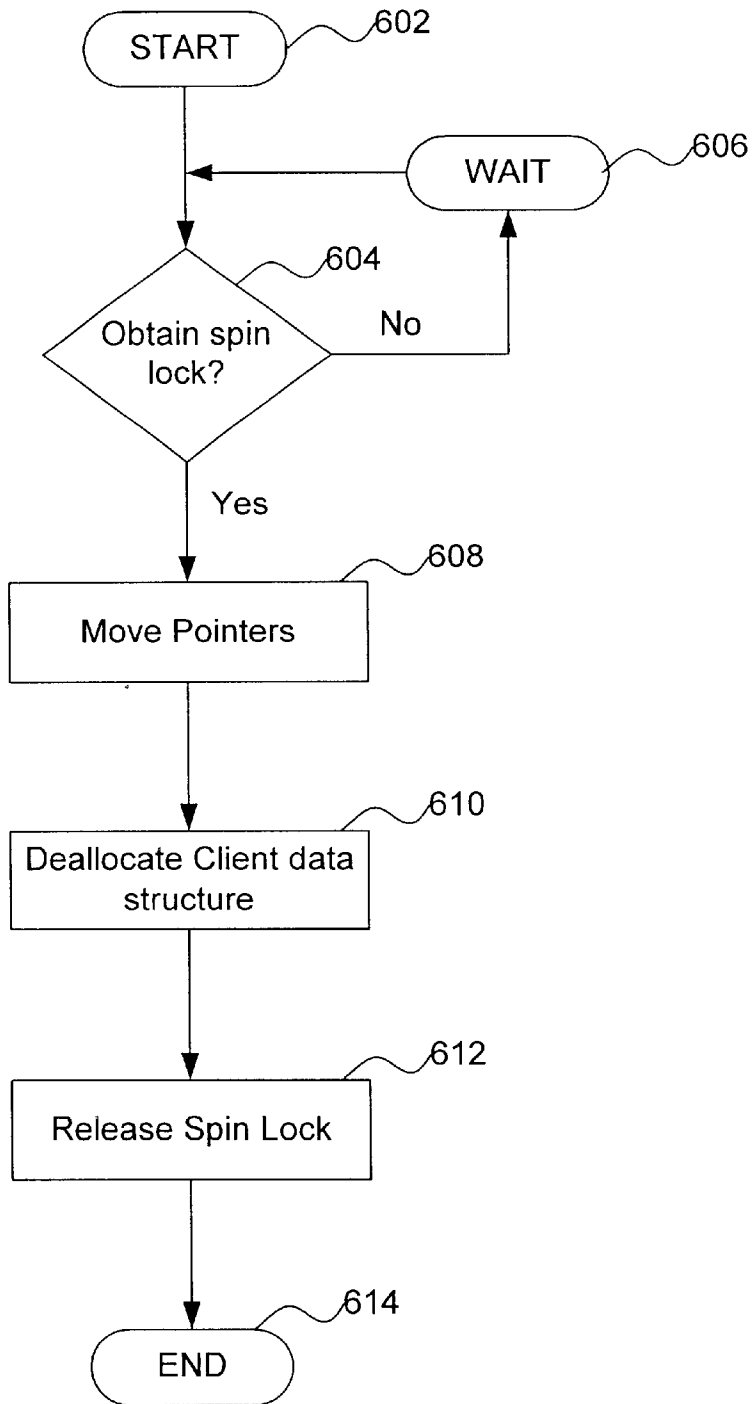 START
602
WAIT
606
604
Obtain spin
lock?
No
Yes
608
Move Pointers
610
Deallocate Client data
structure
612
Release Spin Lock
614
END